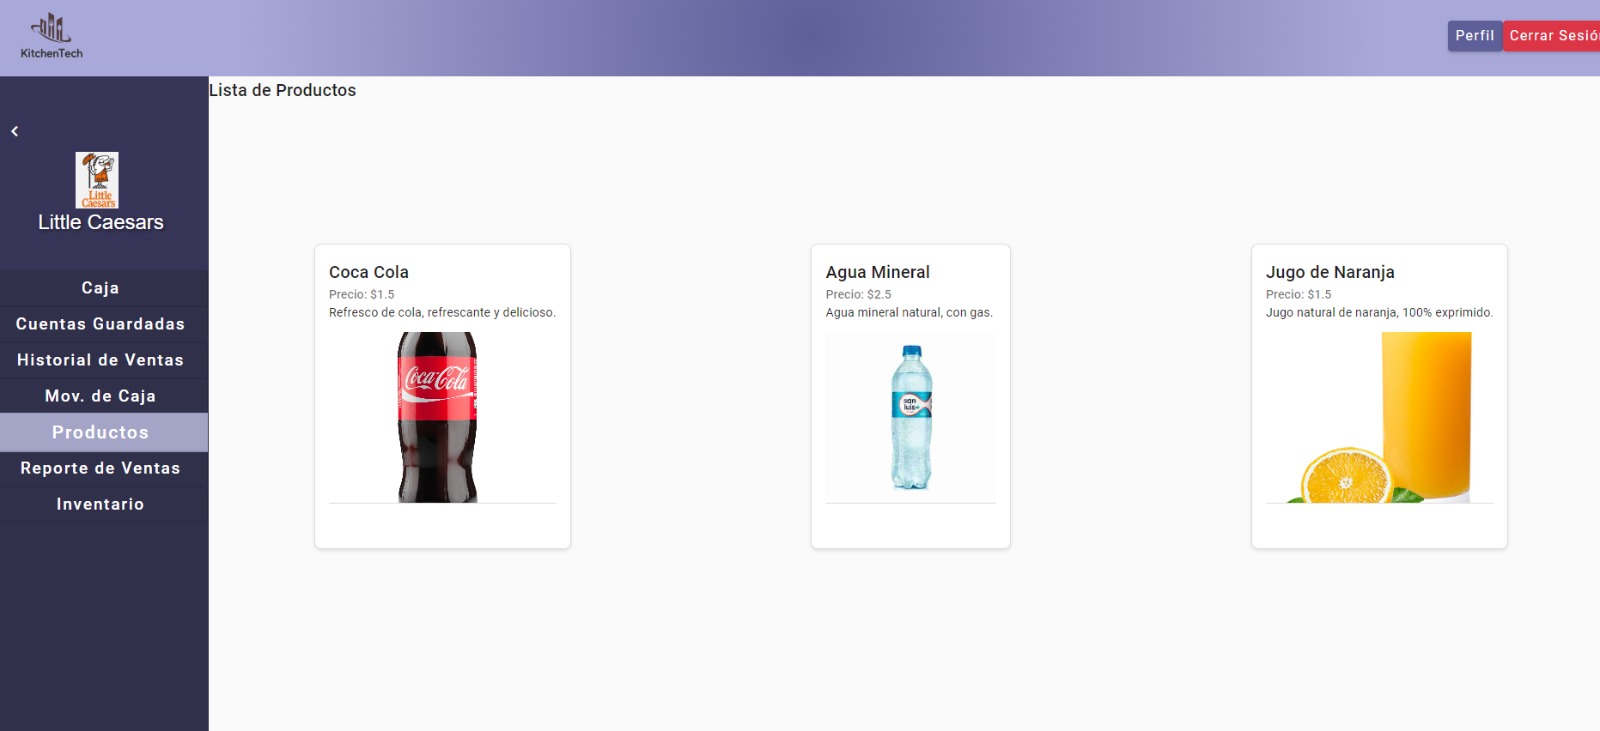 KitchenTech
Perfil
Cerrar Sesió
Lista de Productos
Little
Caesars
Little Caesars
Caja
Cuentas Guardadas
Historial de Ventas
Mov. de Caja
Productos
Reporte de Ventas
Inventario
Coca Cola
Precio: $1.5
Refresco de cola, refrescante y delicioso.
Coca-Cola
Agua Mineral
Precio: $2.5
Agua mineral natural, con gas.
san
luis
Jugo de Naranja
Precio: $1.5
Jugo natural de naranja, 100% exprimido.